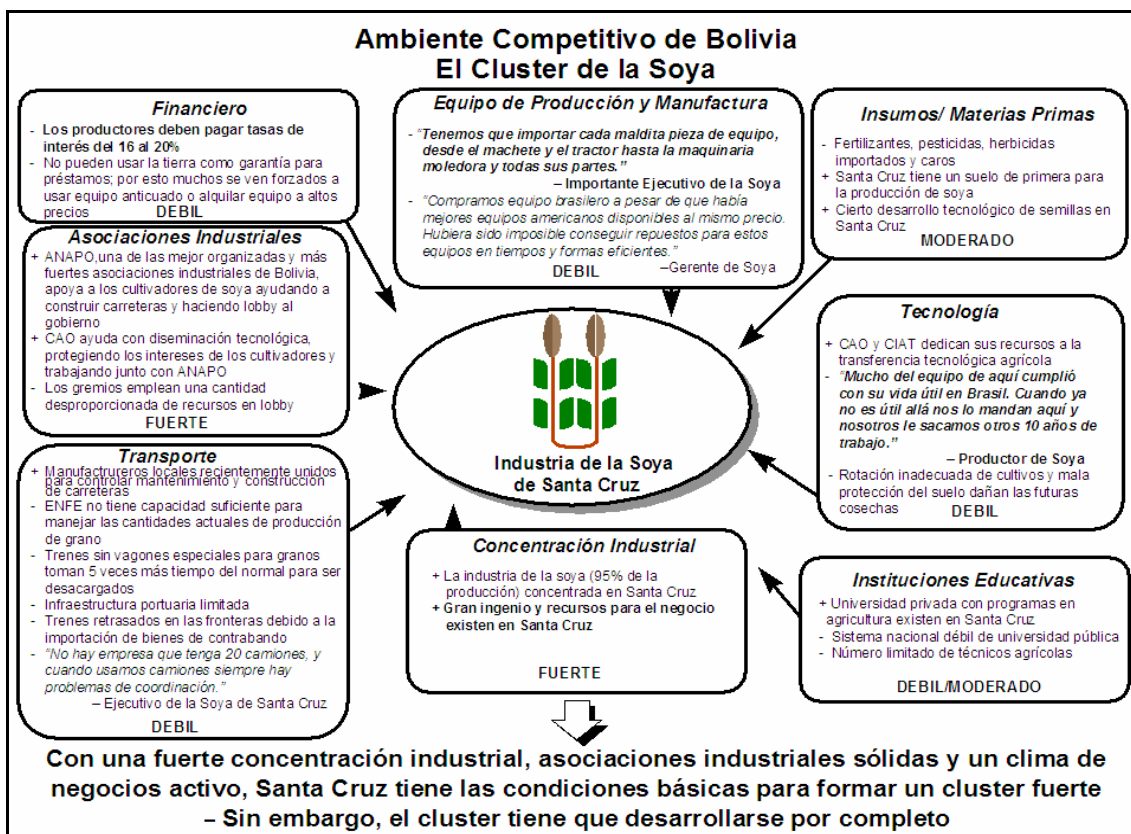 Ambiente Competitivo de Bolivia
El Cluster de la Soya
Financiero
- Los productores deben pagar tasas de
interés del 16 al 20%
- No pueden usar la tierra como garantía para
préstamos; por esto muchos se ven forzados a
usar equipo anticuado o alquilar equipo a altos
precios
DEBIL
Equipo de Producción y Manufactura
- "Tenemos que importar cada maldita pieza de equipo,
desde el machete y el tractor hasta la maquinaria
moledora y todas sus partes."
– Importante Ejecutivo de la Soya
- "Compramos equipo brasilero a pesar de que había
mejores equipos americanos disponibles al mismo precio.
Hubiera sido imposible conseguir repuestos para estos
equipos en tiempos y formas eficientes."
–Gerente de Soya
DEBIL
Insumos/ Materias Primas
- Fertilizantes, pesticidas, herbicidas
importados y caros
+ Santa Cruz tiene un suelo de primera para
la producción de soya
+ Cierto desarrollo tecnológico de semillas en
Santa Cruz
MODERADO
Asociaciones Industriales
+ ANAPO,una de las mejor organizadas y más
fuertes asociaciones industriales de Bolivia,
apoya a los cultivadores de soya ayudando a
construir carreteras y haciendo lobby al
gobierno
+ CAO ayuda con diseminación tecnológica,
protegiendo los intereses de los cultivadores y
trabajando junto con ANAPO
- Los gremios emplean una cantidad
desproporcionada de recursos en lobby
FUERTE
Industria de la Soya
de Santa Cruz
Tecnología
+ CAO y CIAT dedican sus recursos a la
transferencia tecnológica agrícola
- "Mucho del equipo de aquí cumplió
con su vida útil en Brasil. Cuando ya
no es útil allá nos lo mandan aquí y
nosotros le sacamos otros 10 años de
trabajo."
– Productor de Soya
- Rotación inadecuada de cultivos y mala
protección del suelo dañan las futuras
cosechas
DEBIL
Transporte
+ Manufactrureros locales recientemente unidos
para controlar mantenimiento y construcción
de carreteras
- ENFE no tiene capacidad suficiente para
manejar las cantidades actuales de producción
de grano
- Trenes sin vagones especiales para granos
toman 5 veces más tiempo del normal para ser
desacargados
- Infraestructura portuaria limitada
- Trenes retrasados en las fronteras debido a la
importación de bienes de contrabando
- "No hay empresa que tenga 20 camiones, y
cuando usamos camiones siempre hay
problemas de coordinación."
– Ejecutivo de la Soya de Santa Cruz
DEBIL
Concentración Industrial
+ La industria de la soya (95% de la
producción) concentrada en Santa Cruz
+ Gran ingenio y recursos para el negocio
existen en Santa Cruz
FUERTE
Instituciones Educativas
+ Universidad privada con programas en
agricultura existen en Santa Cruz
- Sistema nacional débil de universidad pública
- Número limitado de técnicos agrícolas
DEBIL/MODERADO
Con una fuerte concentración industrial, asociaciones industriales sólidas y un clima de
negocios activo, Santa Cruz tiene las condiciones básicas para formar un cluster fuerte
– Sin embargo, el cluster tiene que desarrollarse por completo